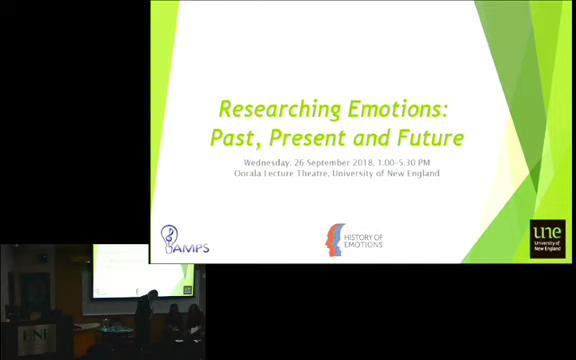 Researching Emotions:
Past, Present and Future
Wednesday, 26 September 2018, 1.00-5.30 PM
Oorala Lecture Theatre, University of New England
AMPS
HISTORY OF
EMOTIONS
une
University of
New England
UNE